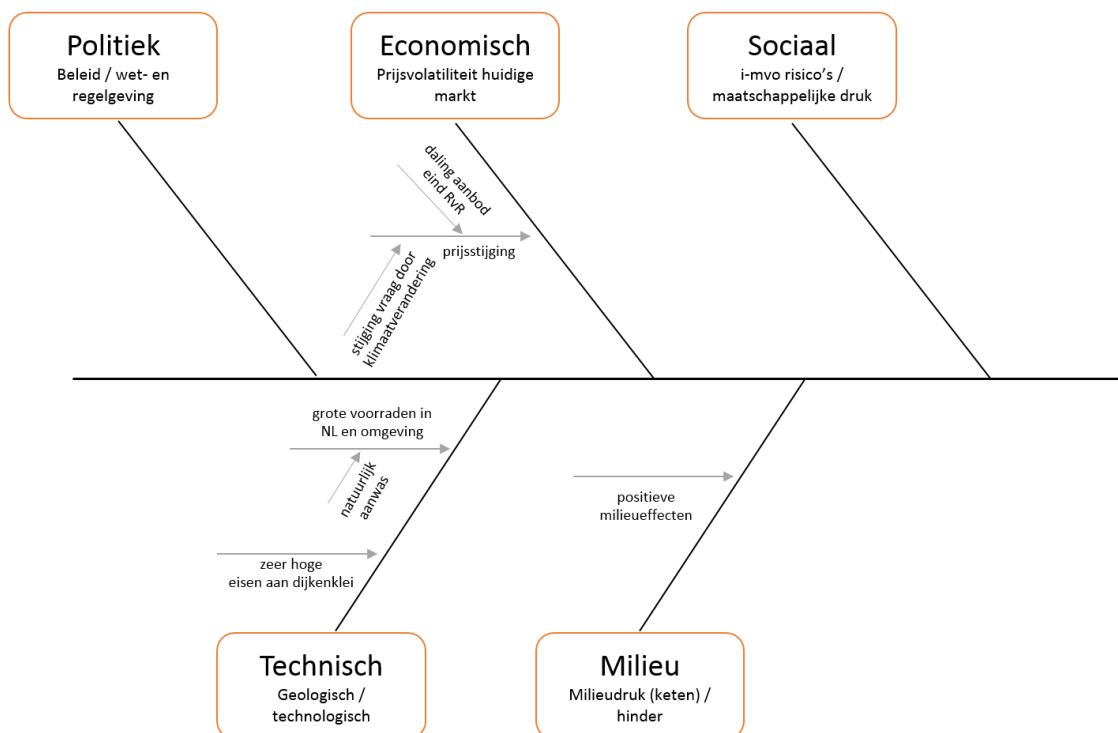 Politiek
Beleid / wet- en
regelgeving
Economisch
Prijsvolatiliteit huidige
markt
Sociaal
i-mvo risico's /
maatschappelijke druk
daling aanbod
eind RvR
prijsstijging
stijging vraag door
klimaatverandering
grote voorraden in
NL en omgeving
natuurlijk
aanwas
zeer hoge
eisen aan dijkenklei
positieve
milieueffecten
Technisch
Geologisch /
technologisch
Milieu
Milieudruk (keten) /
hinder